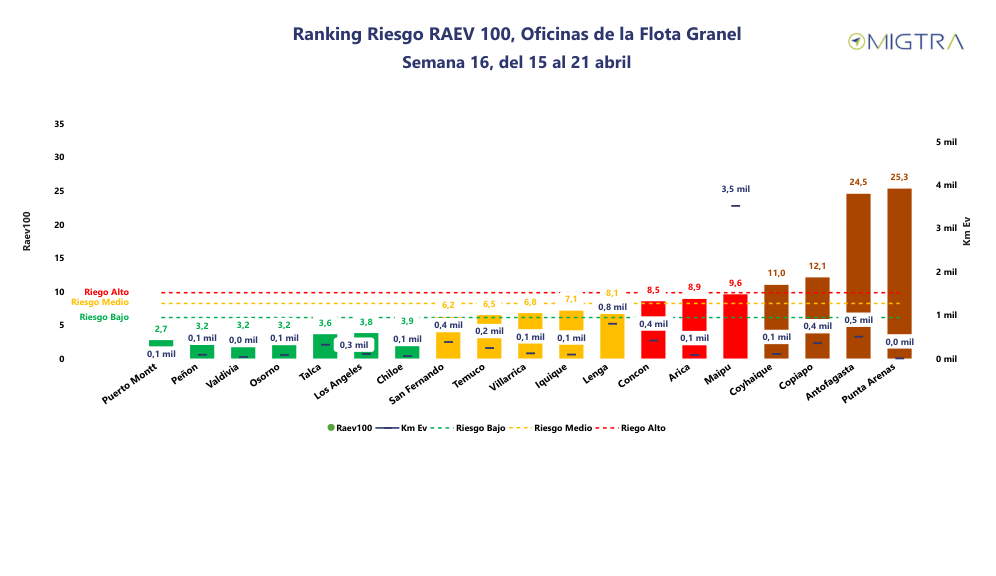 Ranking Riesgo RAEV 100, Oficinas de la Flota Granel
Semana 16, del 15 al 21 abril
MIGTRA
Raev100
35
30
25
20
15
10
5
0
Riego Alto
Riesgo Medio
Riesgo Bajo
2,7
3,2
3,2
3,2
3,6
3,8
3,9
6,2
6,5
6,8
7,1
8,1
8,5
8,9
9,6
11,0
12,1
24,5
25,3
0,1 mil
0,1 mil
0,0 mil
0,1 mil
0,3 mil
0,1 mil
0,4 mil
0,2 mil
0,1 mil
0,1 mil
0,8 mil
0,4 mil
0,1 mil
3,5 mil
0,1 mil
0,4 mil
0,5 mil
0,0 mil
5 mil
4 mil
3 mil
2 mil
1 mil
0 mil
Km Ev
Puerto Montt
Peñon
Valdivia
Osorno
Talca
Los Angeles
Chiloe
San Fernando
Temuco
Villarrica
Iquique
Lenga
Concon
Arica
Maipu
Coyhaique
Copiapo
Antofagasta
Punta Arenas
Raev100 Km Ev Riesgo Bajo Riesgo Medio Riego Alto